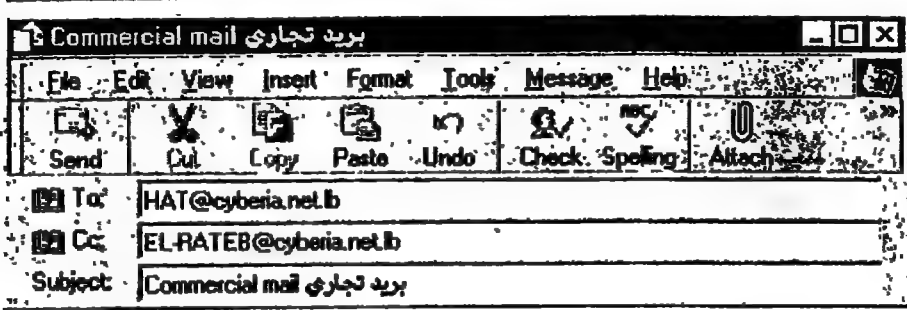 Commercial mail بريد تجاري
File Edit View Insert Format Tools Message Help
Send Cut Copy Paste Undo Check Spelling Attach
To: HAT@cyberia.net.lb
Cc: EL-RATEB@cyberia.net.lb
Subject: Commercial mail بريد تجاري